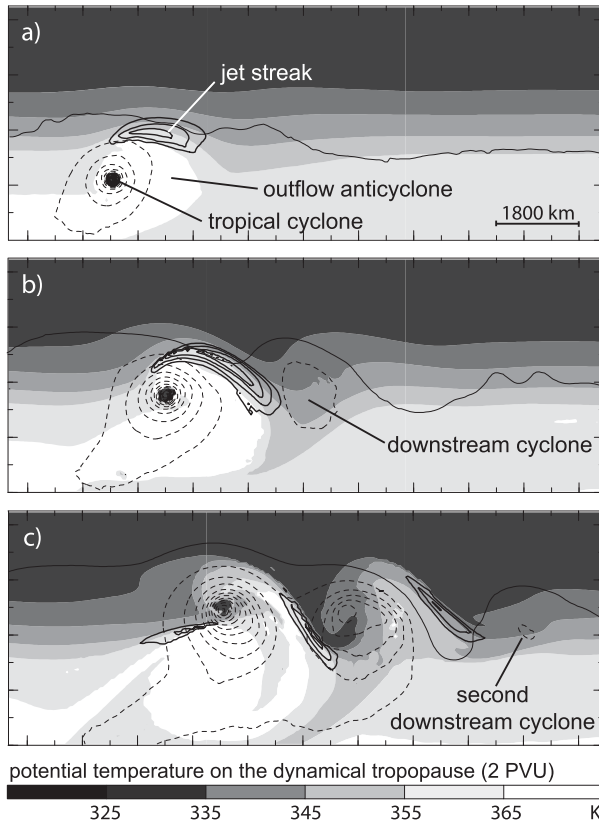 a)
jet streak
outflow anticyclone
tropical cyclone
1800 km
b)
downstream cyclone
c)
second
downstream cyclone
potential temperature on the dynamical tropopause (2 PVU)
325 335 345 355 365 K